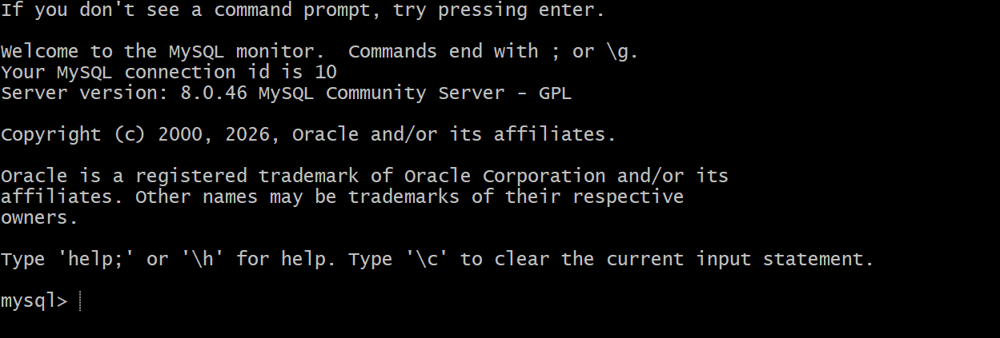 If you don't see a command prompt, try pressing enter.
Welcome to the MySQL monitor.  Commands end with ; or \g.
Your MySQL connection id is 10
Server version: 8.0.46 MySQL Community Server - GPL
Copyright (c) 2000, 2026, Oracle and/or its affiliates.
Oracle is a registered trademark of Oracle Corporation and/or its
affiliates. Other names may be trademarks of their respective
owners.
Type 'help;' or '\h' for help. Type '\c' to clear the current input statement.
mysql>